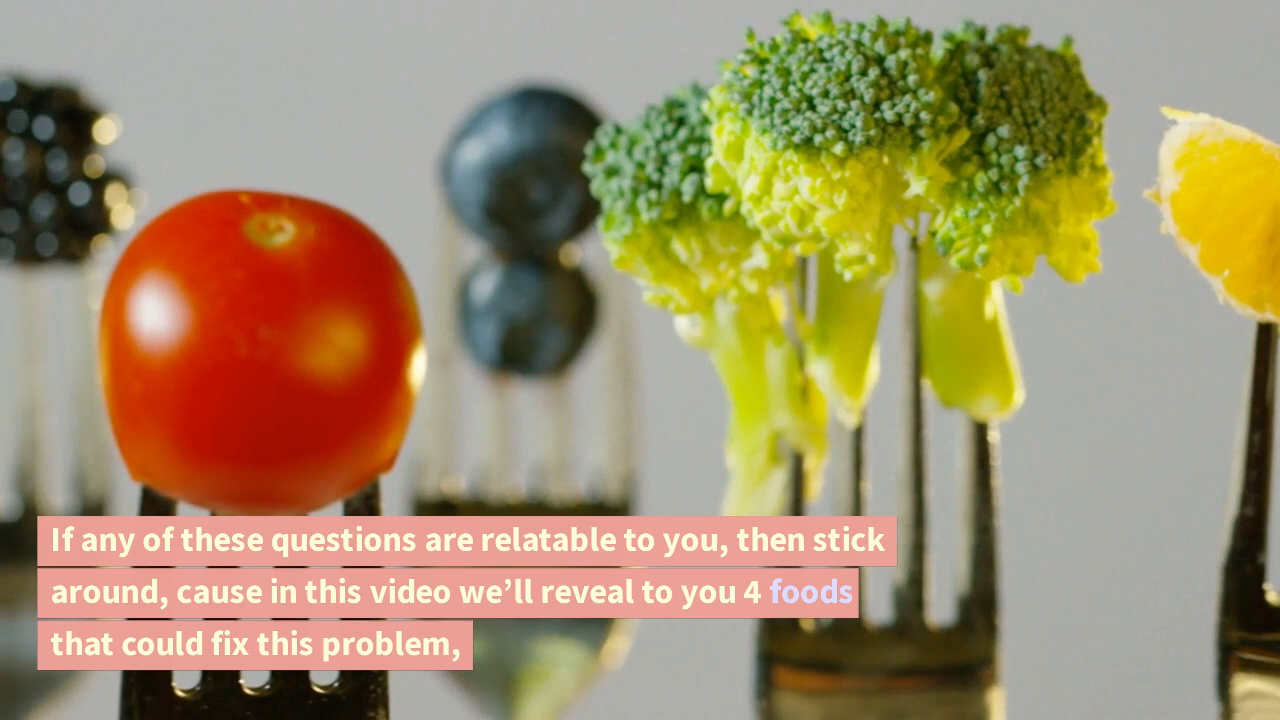 If any of these questions are relatable to you, then stick
around, cause in this video we’ll reveal to you 4 foods
that could fix this problem,